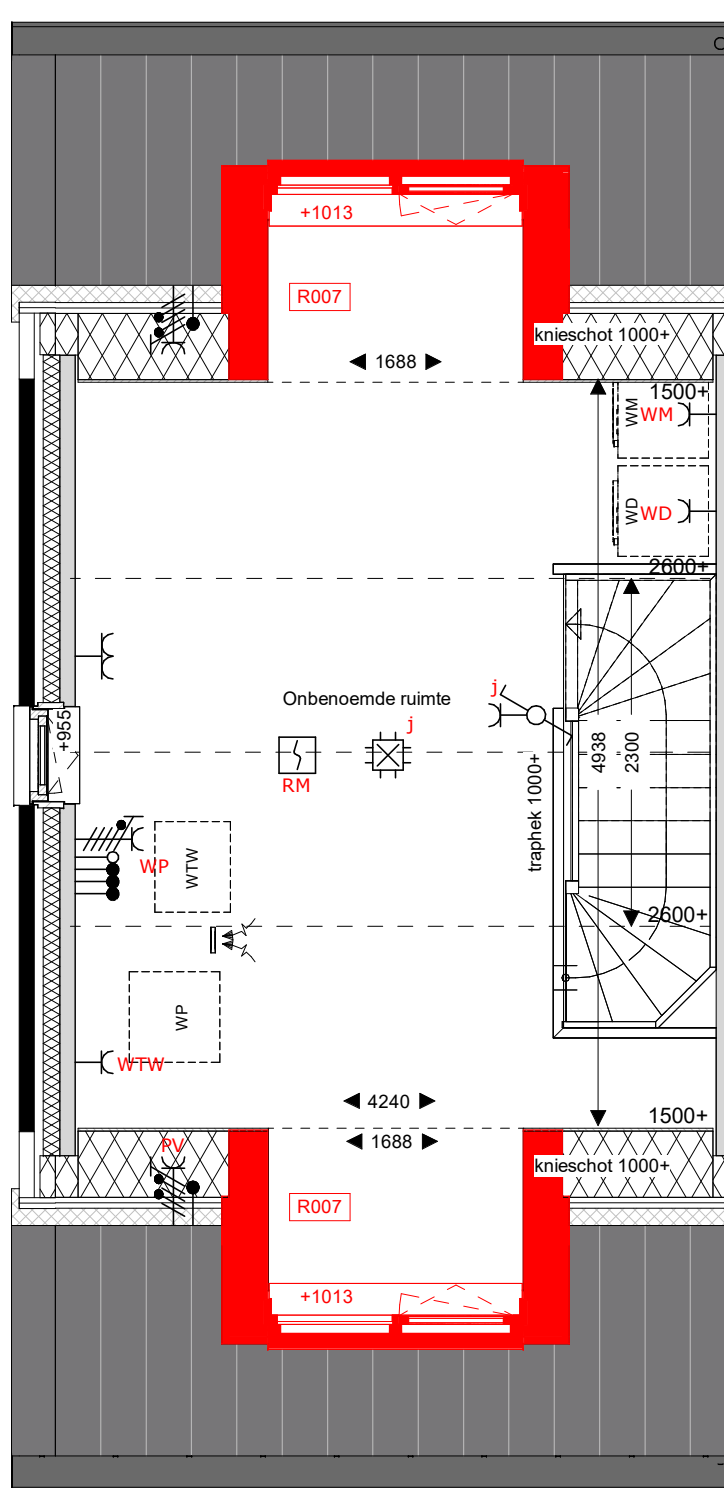 +1013
R007
knieschot 1000+
1688
1500+
WM
WM
WD
WD
2600+
j
Onbenoemde ruimte
j
+955
RM
4938
2300
traphek 1000+
WP
WTW
2600+
WP
WTW
4240
1500+
1688
PV
knieschot 1000+
R007
+1013